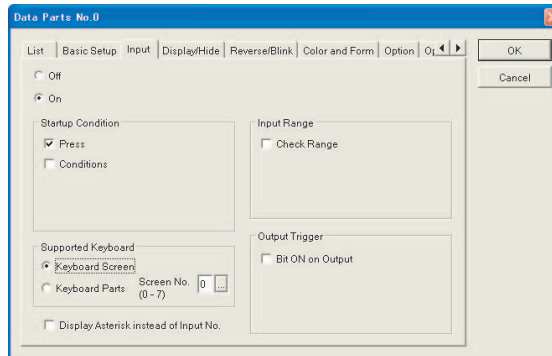 Data Parts No.0
List Basic Setup Input Display/Hide Reverse/Blink Color and Form Option
OK
Cancel
Off
On
Startup Condition
Press
Conditions
Input Range
Check Range
Supported Keyboard
Keyboard Screen
Keyboard Parts
Screen No.
(0 - 7)
0
...
Output Trigger
Bit ON on Output
Display Asterisk instead of Input No.